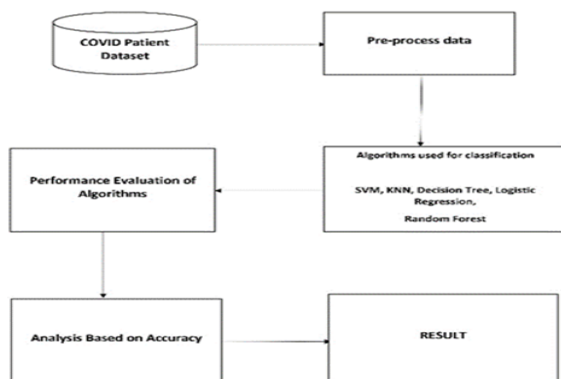 COVID Patient
Dataset
Pre-process data
Algorithms used for classification
SVM, KNN, Decision Tree, Logistic
Regression,
Random Forest
Performance Evaluation of
Algorithms
Analysis Based on Accuracy
RESULT